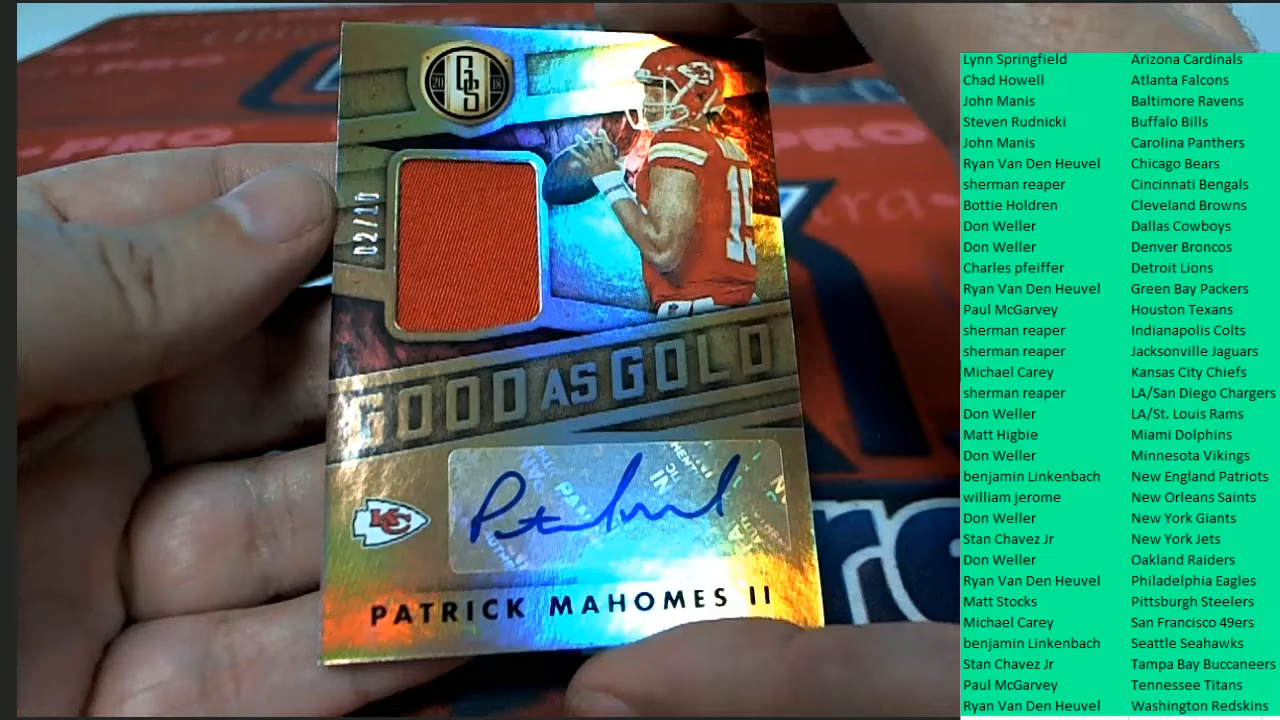 GS
20 18
02/10
15
GOOD AS GOLD
KC
PATRICK MAHOMES II
PRO
Lynn Springfield Arizona Cardinals
Chad Howell Atlanta Falcons
John Manis Baltimore Ravens
Steven Rudnicki Buffalo Bills
John Manis Carolina Panthers
Ryan Van Den Heuvel Chicago Bears
sherman reaper Cincinnati Bengals
Bottie Holdren Cleveland Browns
Don Weller Dallas Cowboys
Don Weller Denver Broncos
Charles pfeiffer Detroit Lions
Ryan Van Den Heuvel Green Bay Packers
Paul McGarvey Houston Texans
sherman reaper Indianapolis Colts
sherman reaper Jacksonville Jaguars
Michael Carey Kansas City Chiefs
sherman reaper LA/San Diego Chargers
Don Weller LA/St. Louis Rams
Matt Higbie Miami Dolphins
Don Weller Minnesota Vikings
benjamin Linkenbach New England Patriots
william jerome New Orleans Saints
Don Weller New York Giants
Stan Chavez Jr New York Jets
Don Weller Oakland Raiders
Ryan Van Den Heuvel Philadelphia Eagles
Matt Stocks Pittsburgh Steelers
Michael Carey San Francisco 49ers
benjamin Linkenbach Seattle Seahawks
Stan Chavez Jr Tampa Bay Buccaneers
Paul McGarvey Tennessee Titans
Ryan Van Den Heuvel Washington Redskins